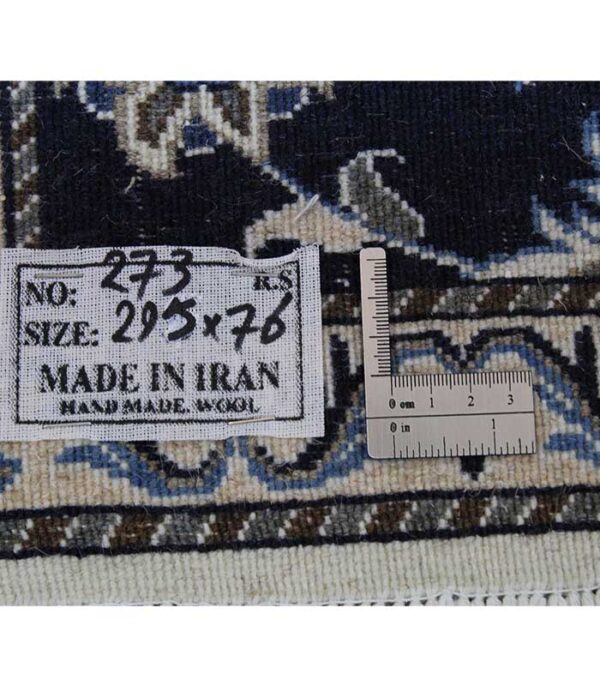 NO: 273 R.S
SIZE: 295x76
MADE IN IRAN
HAND MADE. WOOL
0 cm 1 2 3
0 in 1